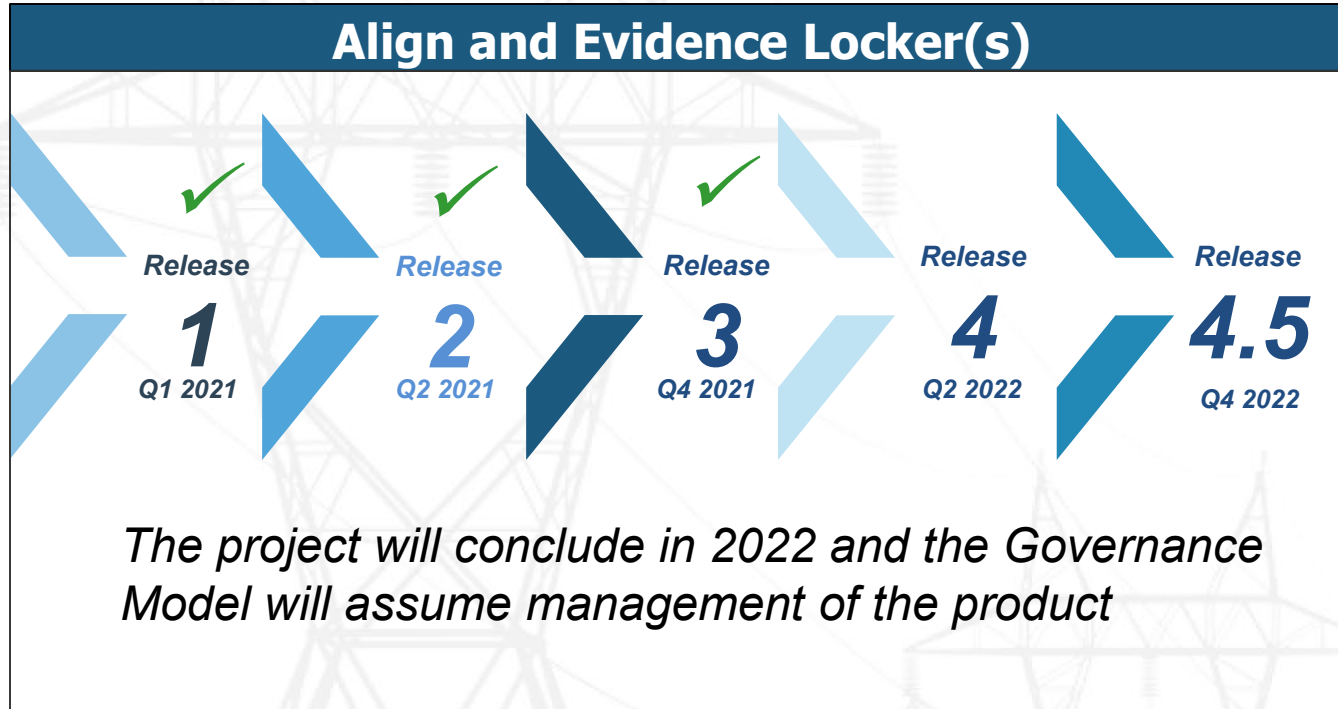 Align and Evidence Locker(s)
Release
1
Q1 2021
Release
2
Q2 2021
Release
3
Q4 2021
Release
4
Q2 2022
Release
4.5
Q4 2022
The project will conclude in 2022 and the Governance
Model will assume management of the product